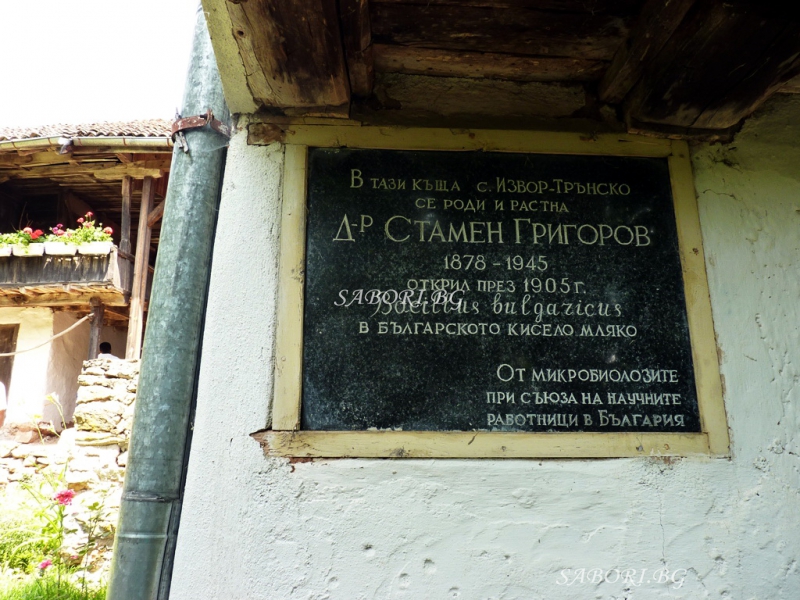 В тази къща с. Извор-Трънско
се роди и растна
Д-р Стамен Григоров
1878 - 1945
открил през 1905 г.
SABORI.BG
Bacillus bulgaricus
в българското кисело мляко
От микробиолозите
при съюза на научните
работници в България
SABORI.BG